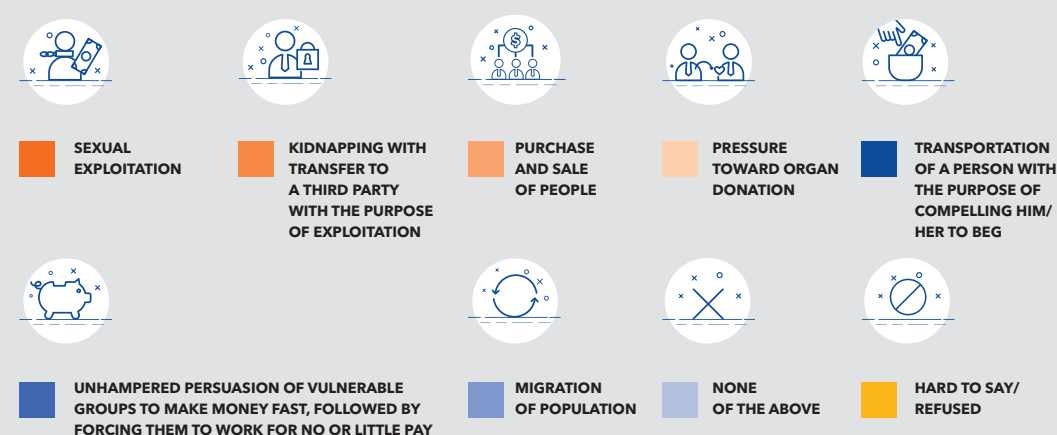 SEXUAL
EXPLOITATION
KIDNAPPING WITH
TRANSFER TO
A THIRD PARTY
WITH THE PURPOSE
OF EXPLOITATION
PURCHASE
AND SALE
OF PEOPLE
PRESSURE
TOWARD ORGAN
DONATION
TRANSPORTATION
OF A PERSON WITH
THE PURPOSE OF
COMPELLING HIM/
HER TO BEG
UNHAMPERED PERSUASION OF VULNERABLE
GROUPS TO MAKE MONEY FAST, FOLLOWED BY
FORCING THEM TO WORK FOR NO OR LITTLE PAY
MIGRATION
OF POPULATION
NONE
OF THE ABOVE
HARD TO SAY/
REFUSED